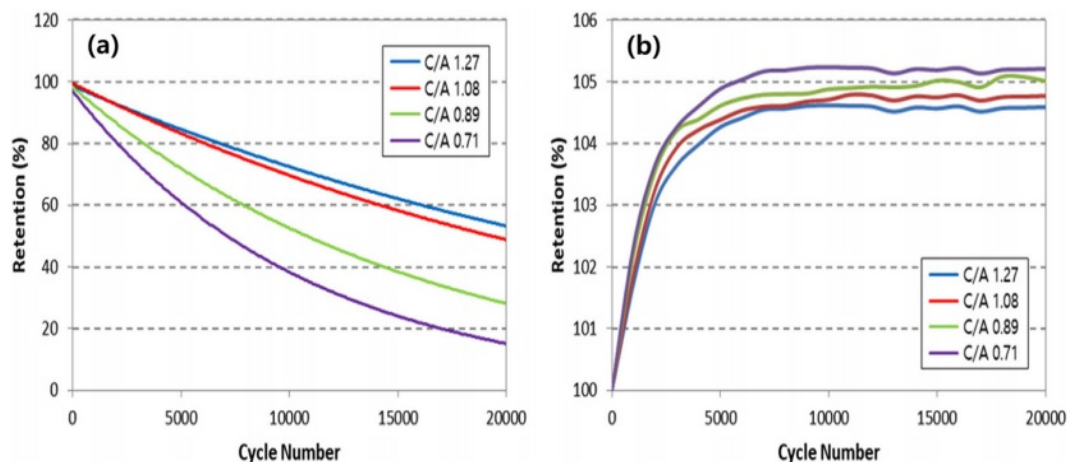 (a)
C/A 1.27
C/A 1.08
C/A 0.89
C/A 0.71
120
100
80
60
40
20
0
Retention (%)
0 5000 10000 15000 20000
Cycle Number
(b)
106
105
104
103
102
101
100
Retention (%)
C/A 1.27
C/A 1.08
C/A 0.89
C/A 0.71
0 5000 10000 15000 20000
Cycle Number